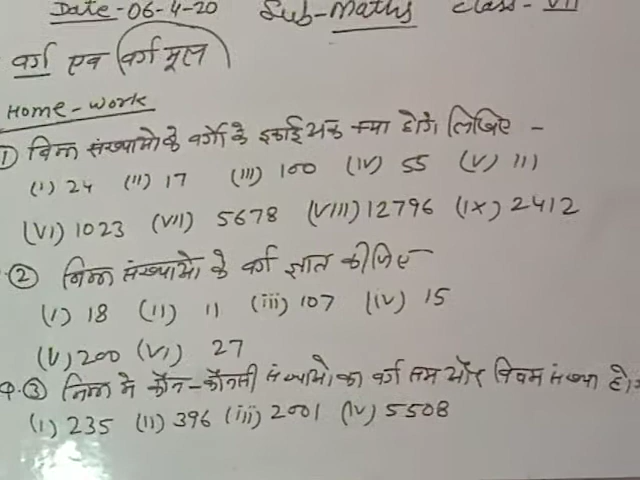 Date-06-4-20 Sub-Maths Class-VII
वर्ग एव वर्ग मूल
Home-work
① निम्न संख्याओ के वर्गो के इकाई अंक क्या होगे लिखिए -
(i) 24 (ii) 17 (iii) 100 (iv) 55 (v) 111
(vi) 1023 (vii) 5678 (viii) 12796 (ix) 2412
② निम्न संख्याओ के वर्ग ज्ञात कीजिए
(i) 18 (ii) 11 (iii) 107 (iv) 15
(v) 200 (vi) 27
Q.③ निम्न मे कौन-कौनसी संख्याओ का वर्ग सम और विषम संख्या
(i) 235 (ii) 396 (iii) 2001 (iv) 5508